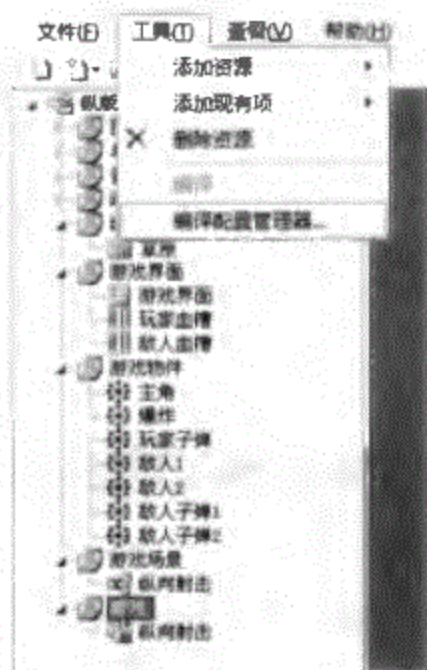 文件(F) 工具(T) 查看(V) 帮助(H)
添加资源
添加现有项
删除资源
编译
编译配置管理器...
纵版
草原
游戏界面
游戏界面
玩家血槽
敌人血槽
游戏物件
主角
爆炸
玩家子弹
敌人1
敌人2
敌人子弹1
敌人子弹2
游戏场景
纵向射击
纵向射击